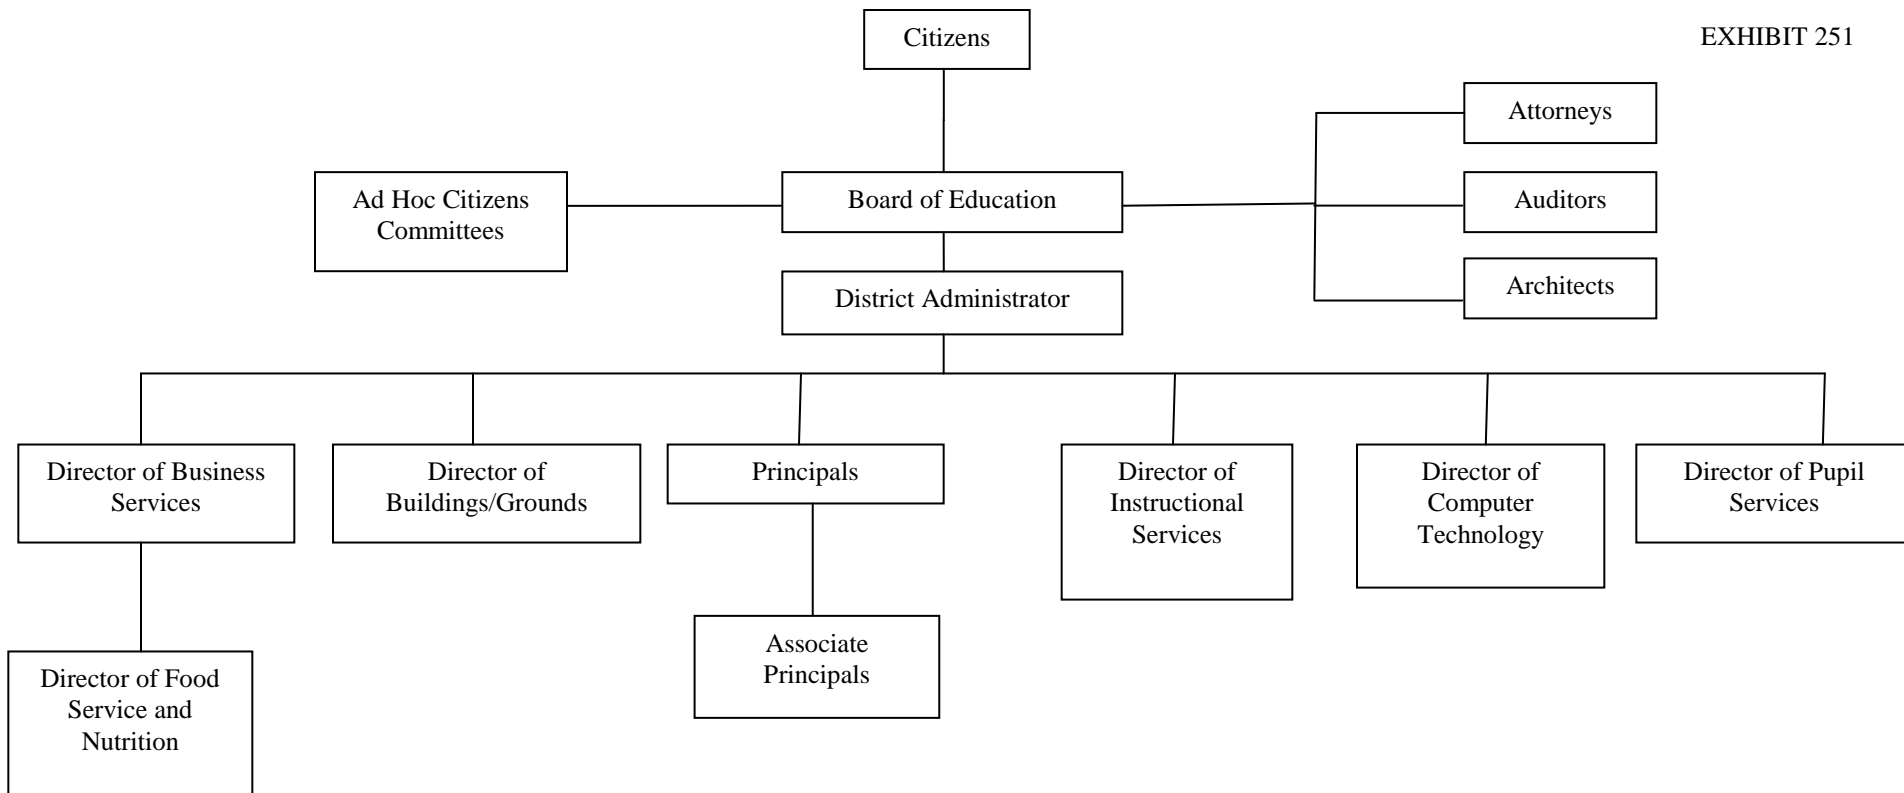 Citizens
EXHIBIT 251
Attorneys
Ad Hoc Citizens
Committees
Board of Education
Auditors
District Administrator
Architects
Director of Business
Services
Director of
Buildings/Grounds
Principals
Director of
Instructional
Services
Director of
Computer
Technology
Director of Pupil
Services
Associate
Principals
Director of Food
Service and
Nutrition